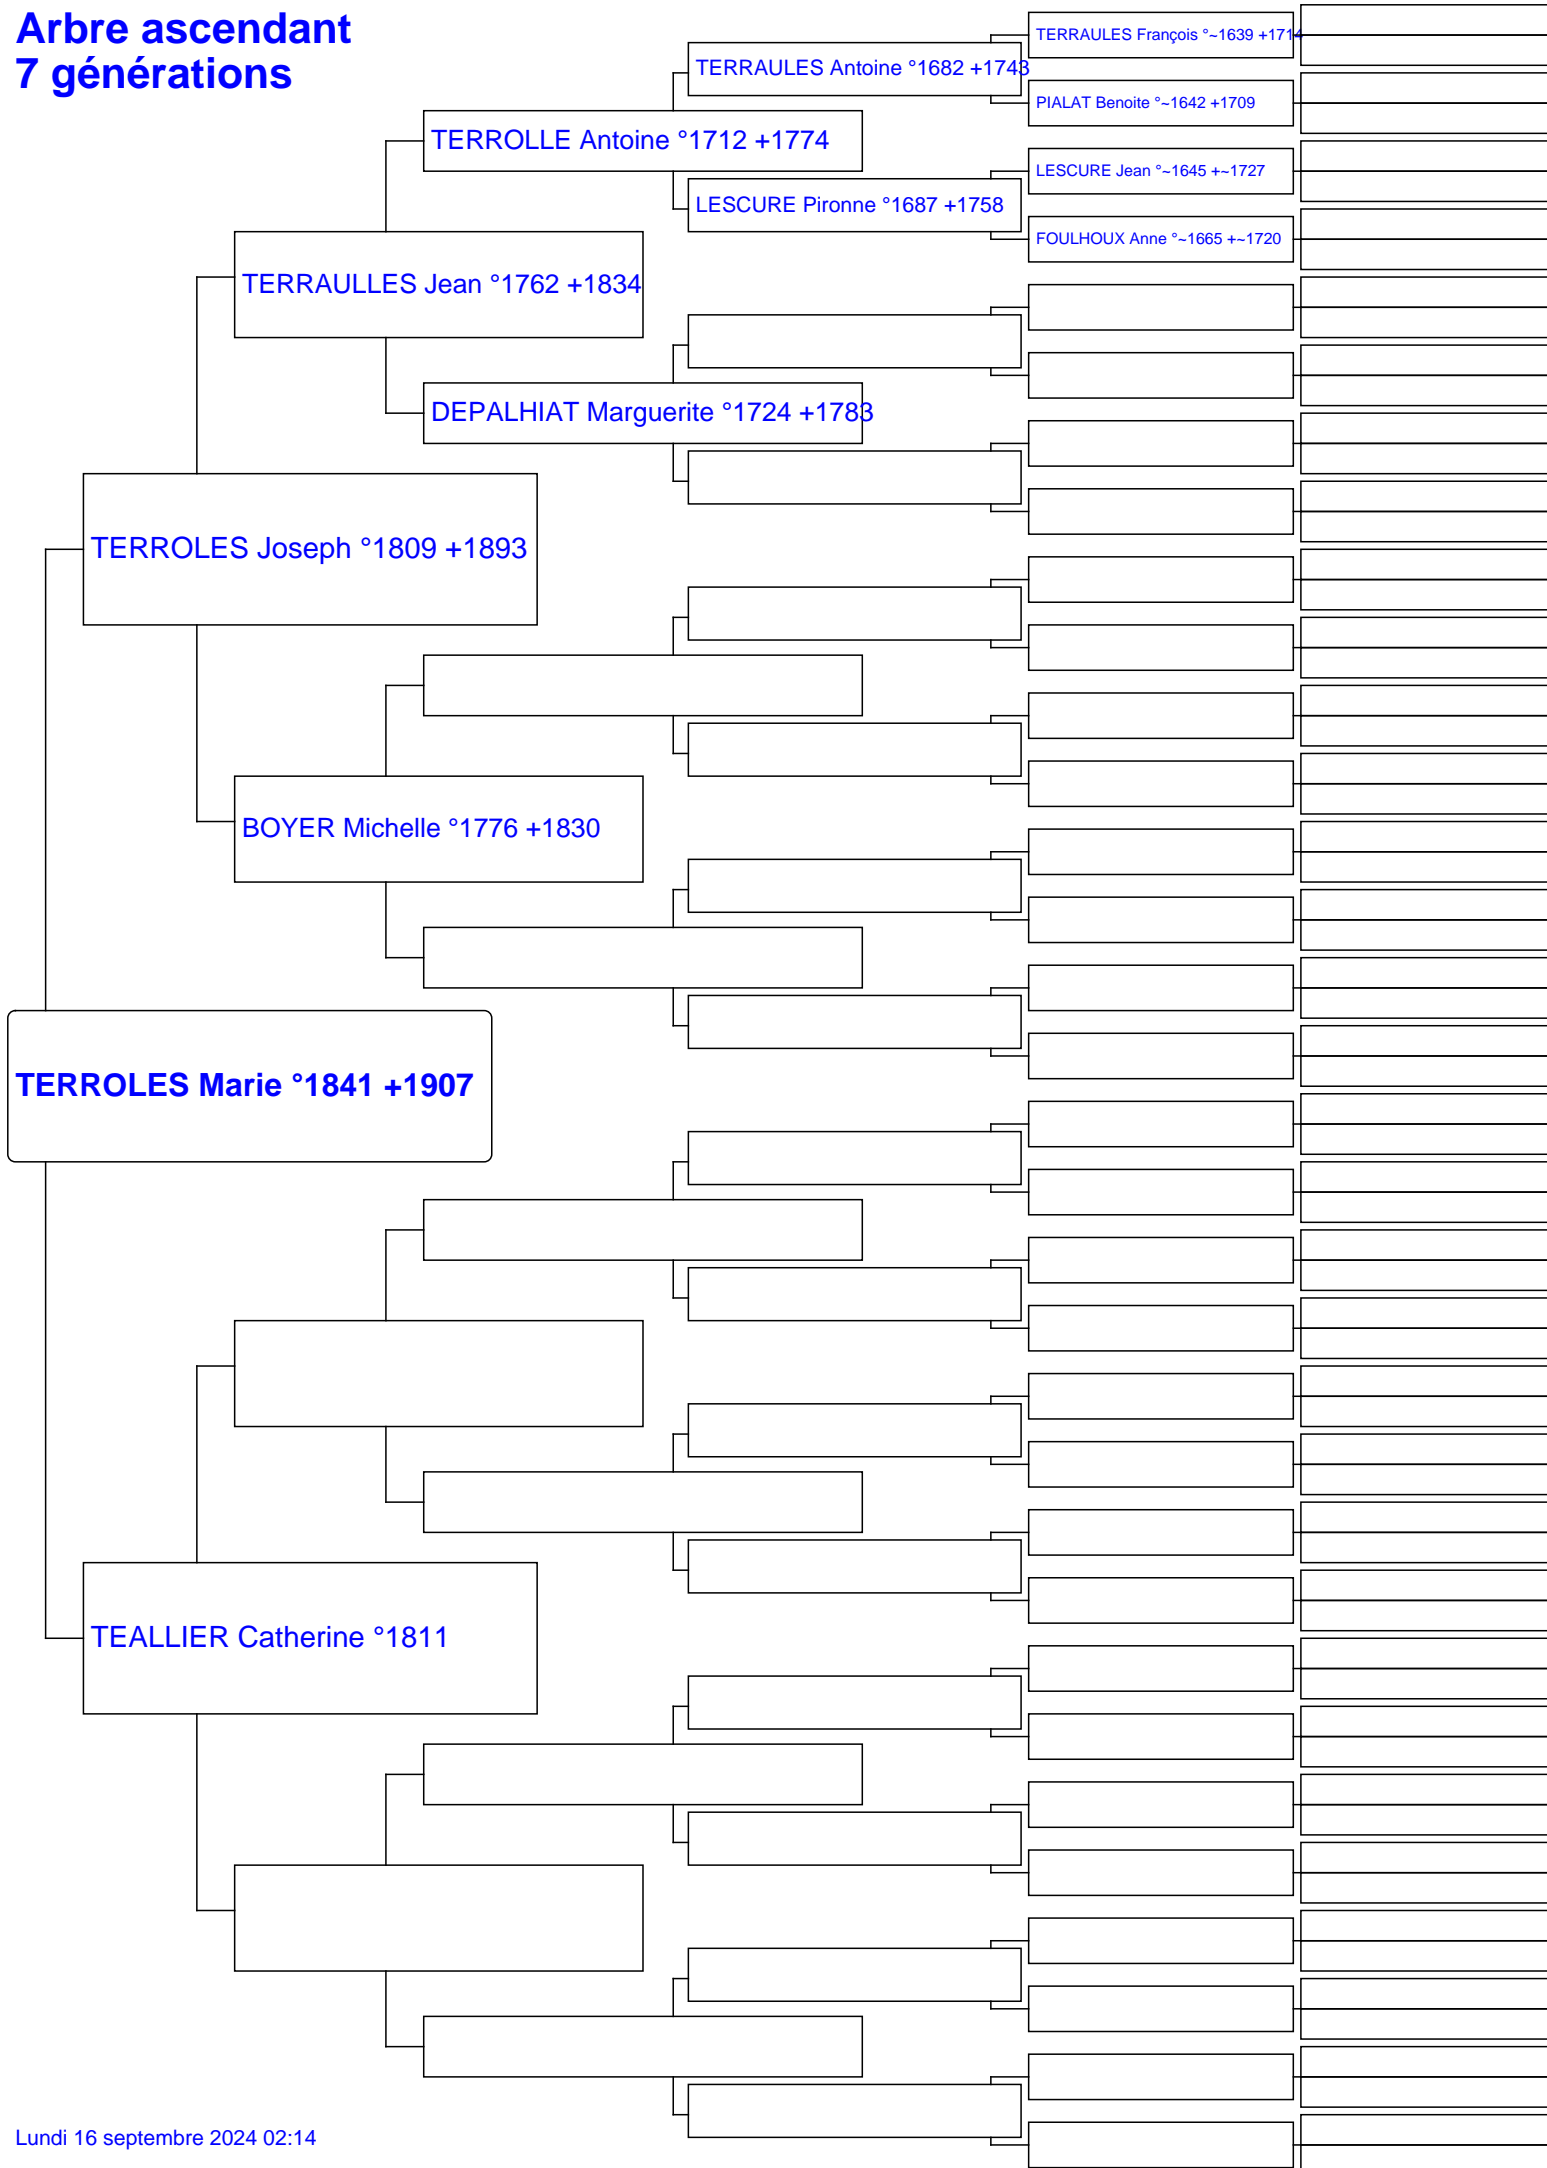 Arbre ascendant
7 générations
TERRAULES François °~1639 +1714
TERRAULES Antoine °1682 +1743
PIALAT Benoite °~1642 +1709
TERROLLE Antoine °1712 +1774
LESCURE Jean °~1645 +~1727
LESCURE Pironne °1687 +1758
FOULHOUX Anne °~1665 +~1720
TERRAULLES Jean °1762 +1834
DEPALHIAT Marguerite °1724 +1783
TERROLES Joseph °1809 +1893
BOYER Michelle °1776 +1830
TERROLES Marie °1841 +1907
TEALLIER Catherine °1811
Lundi 16 septembre 2024 02:14